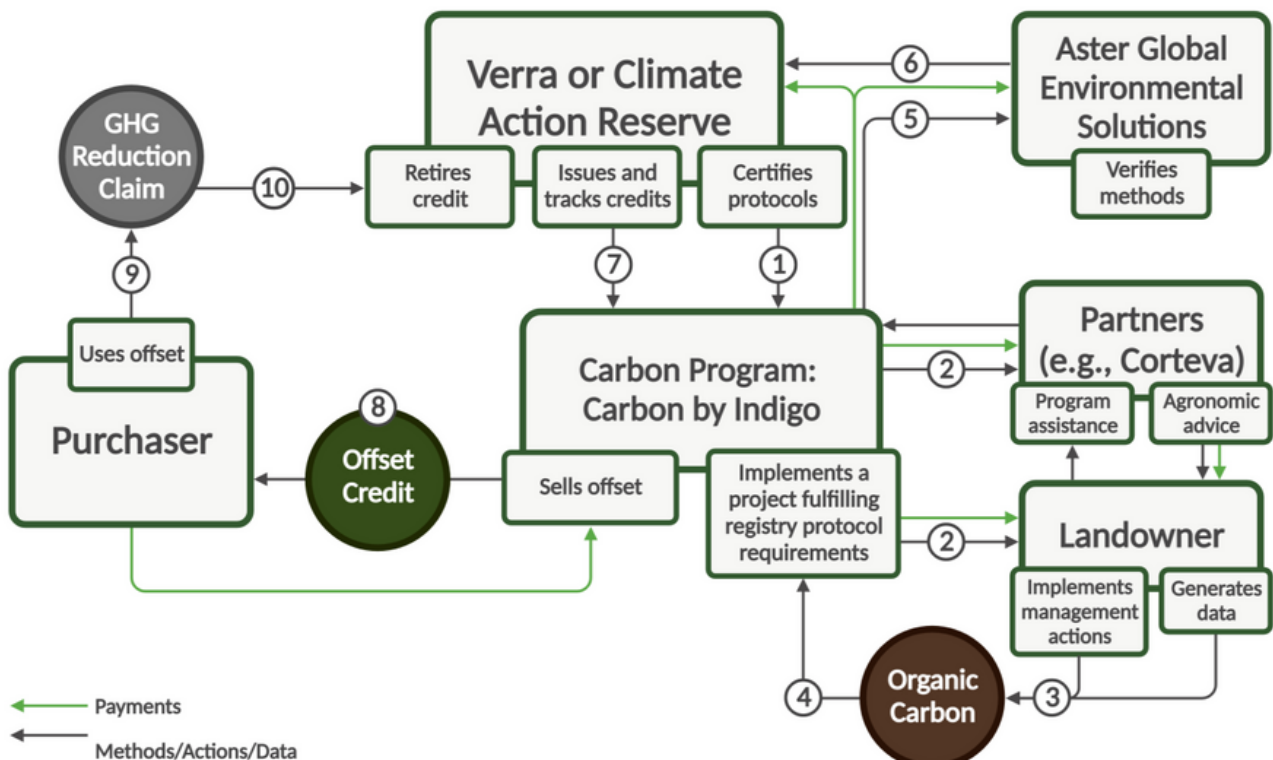 Verra or Climate
Action Reserve
Retires
credit
Issues and
tracks credits
Certifies
protocols
6
5
Aster Global
Environmental
Solutions
Verifies
methods
GHG
Reduction
Claim
10
9
7
1
Uses offset
Purchaser
8
Offset
Credit
Carbon Program:
Carbon by Indigo
Sells offset
Implements a
project fulfilling
registry protocol
requirements
2
Partners
(e.g., Corteva)
Program
assistance
Agronomic
advice
2
Landowner
Implements
management
actions
Generates
data
4
Organic
Carbon
3
Payments
Methods/Actions/Data